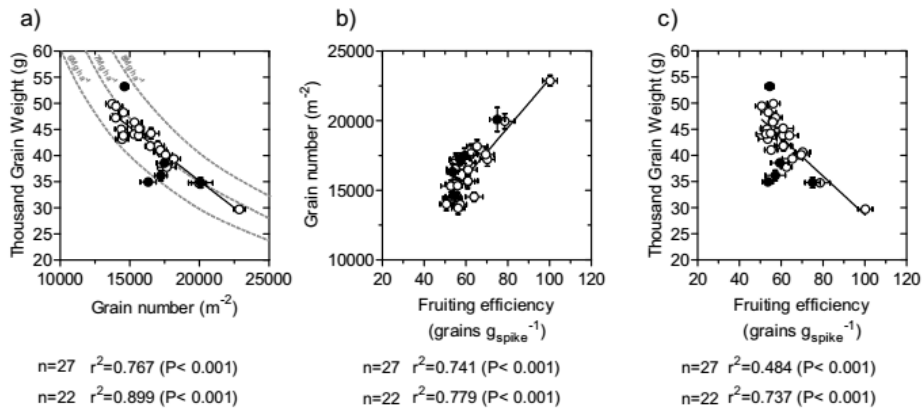 a)
b)
c)
Thousand Grain Weight (g)
60
55
50
45
40
35
30
25
20
10000 15000 20000 25000
Grain number (m⁻²)
Grain number (m⁻²)
25000
20000
15000
10000
20 40 60 80 100 120
Fruiting efficiency
(grains g_spike⁻¹)
Thousand Grain Weight (g)
60
55
50
45
40
35
30
25
20
20 40 60 80 100 120
Fruiting efficiency
(grains g_spike⁻¹)
n=27 r²=0.767 (P< 0.001)
n=22 r²=0.899 (P< 0.001)
n=27 r²=0.741 (P< 0.001)
n=22 r²=0.779 (P< 0.001)
n=27 r²=0.484 (P< 0.001)
n=22 r²=0.737 (P< 0.001)